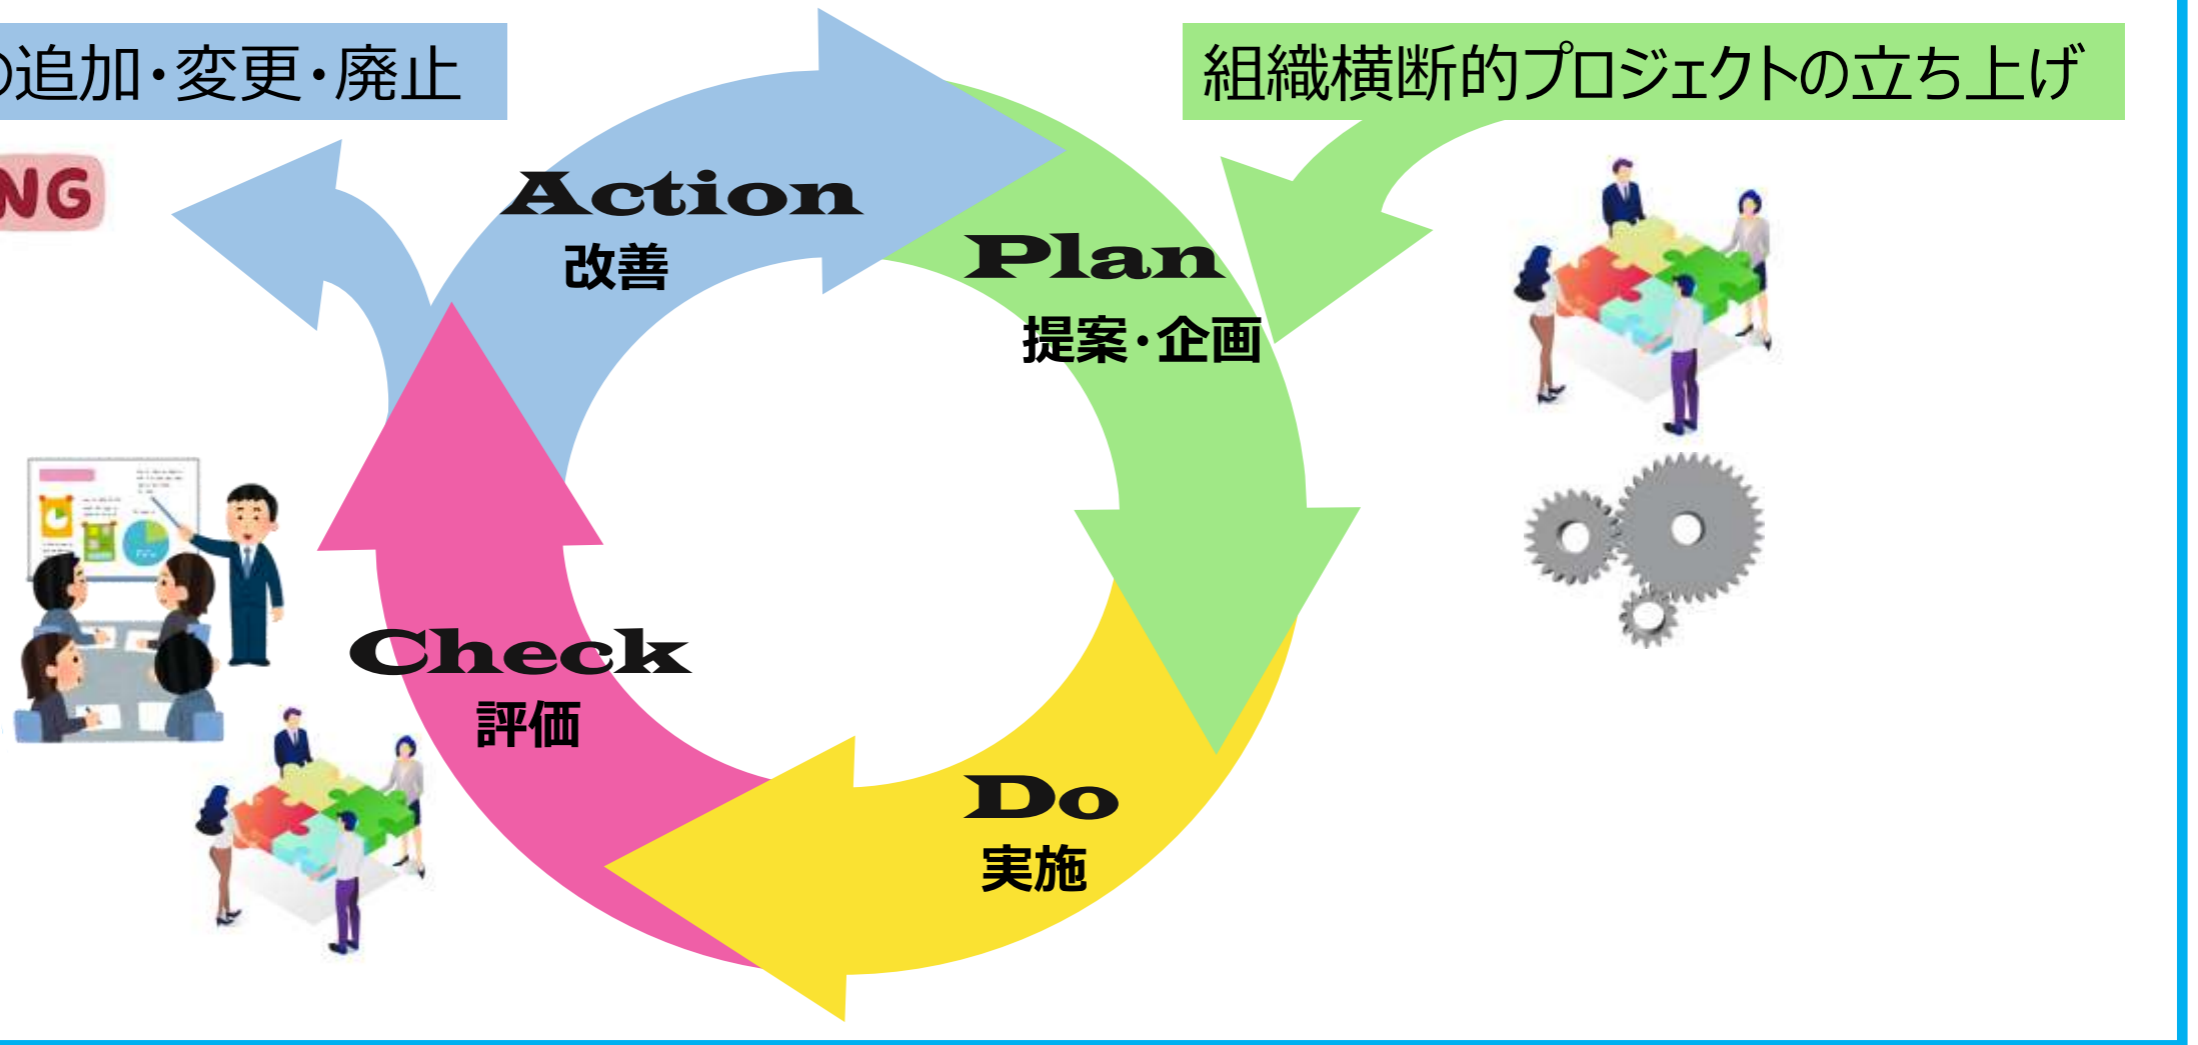 の追加・変更・廃止
組織横断的プロジェクトの立ち上げ
NG
Action
改善
Plan
提案・企画
Check
評価
Do
実施